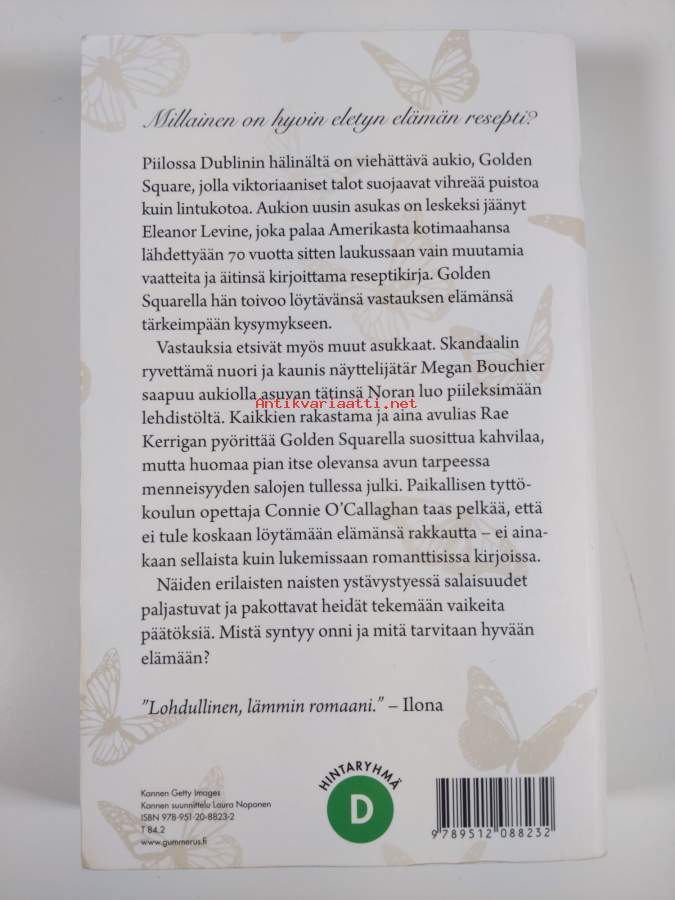 Millainen on hyvin eletyn elämän resepti?
Piilossa Dublinin hälinältä on viehättävä aukio, Golden
Square, jolla viktoriaaniset talot suojaavat vihreää puistoa
kuin lintukotoa. Aukion uusin asukas on leskeksi jäänyt
Eleanor Levine, joka palaa Amerikasta kotimaahansa
lähdettyään 70 vuotta sitten laukussaan vain muutamia
vaatteita ja äitinsä kirjoittama reseptikirja. Golden
Squarella hän toivoo löytävänsä vastauksen elämänsä
tärkeimpään kysymykseen.
Vastauksia etsivät myös muut asukkaat. Skandaalin
ryvettämä nuori ja kaunis näyttelijätär Megan Bouchier
saapuu aukiolla asuvan tätinsä Noran luo piileksimään
lehdistöltä. Kaikkien rakastama ja aina avulias Rae
Antikvariaatti.net
Kerrigan pyörittää Golden Squarella suosittua kahvilaa,
mutta huomaa pian itse olevansa avun tarpeessa
menneisyyden salojen tullessa julki. Paikallisen tyttö-
koulun opettaja Connie O'Callaghan taas pelkää, että
ei tule koskaan löytämään elämänsä rakkautta – ei aina-
kaan sellaista kuin lukemissaan romanttisissa kirjoissa.
Näiden erilaisten naisten ystävystyessä salaisuudet
paljastuvat ja pakottavat heidät tekemään vaikeita
päätöksiä. Mistä syntyy onni ja mitä tarvitaan hyvään
elämään?
"Lohdullinen, lämmin romaani." – Ilona
Kannen Getty Images
Kannen suunnittelu Laura Noponen
ISBN 978-951-20-8823-2
T 84.2
www.gummerus.fi
HINTARYHMÄ
D
9789512088232